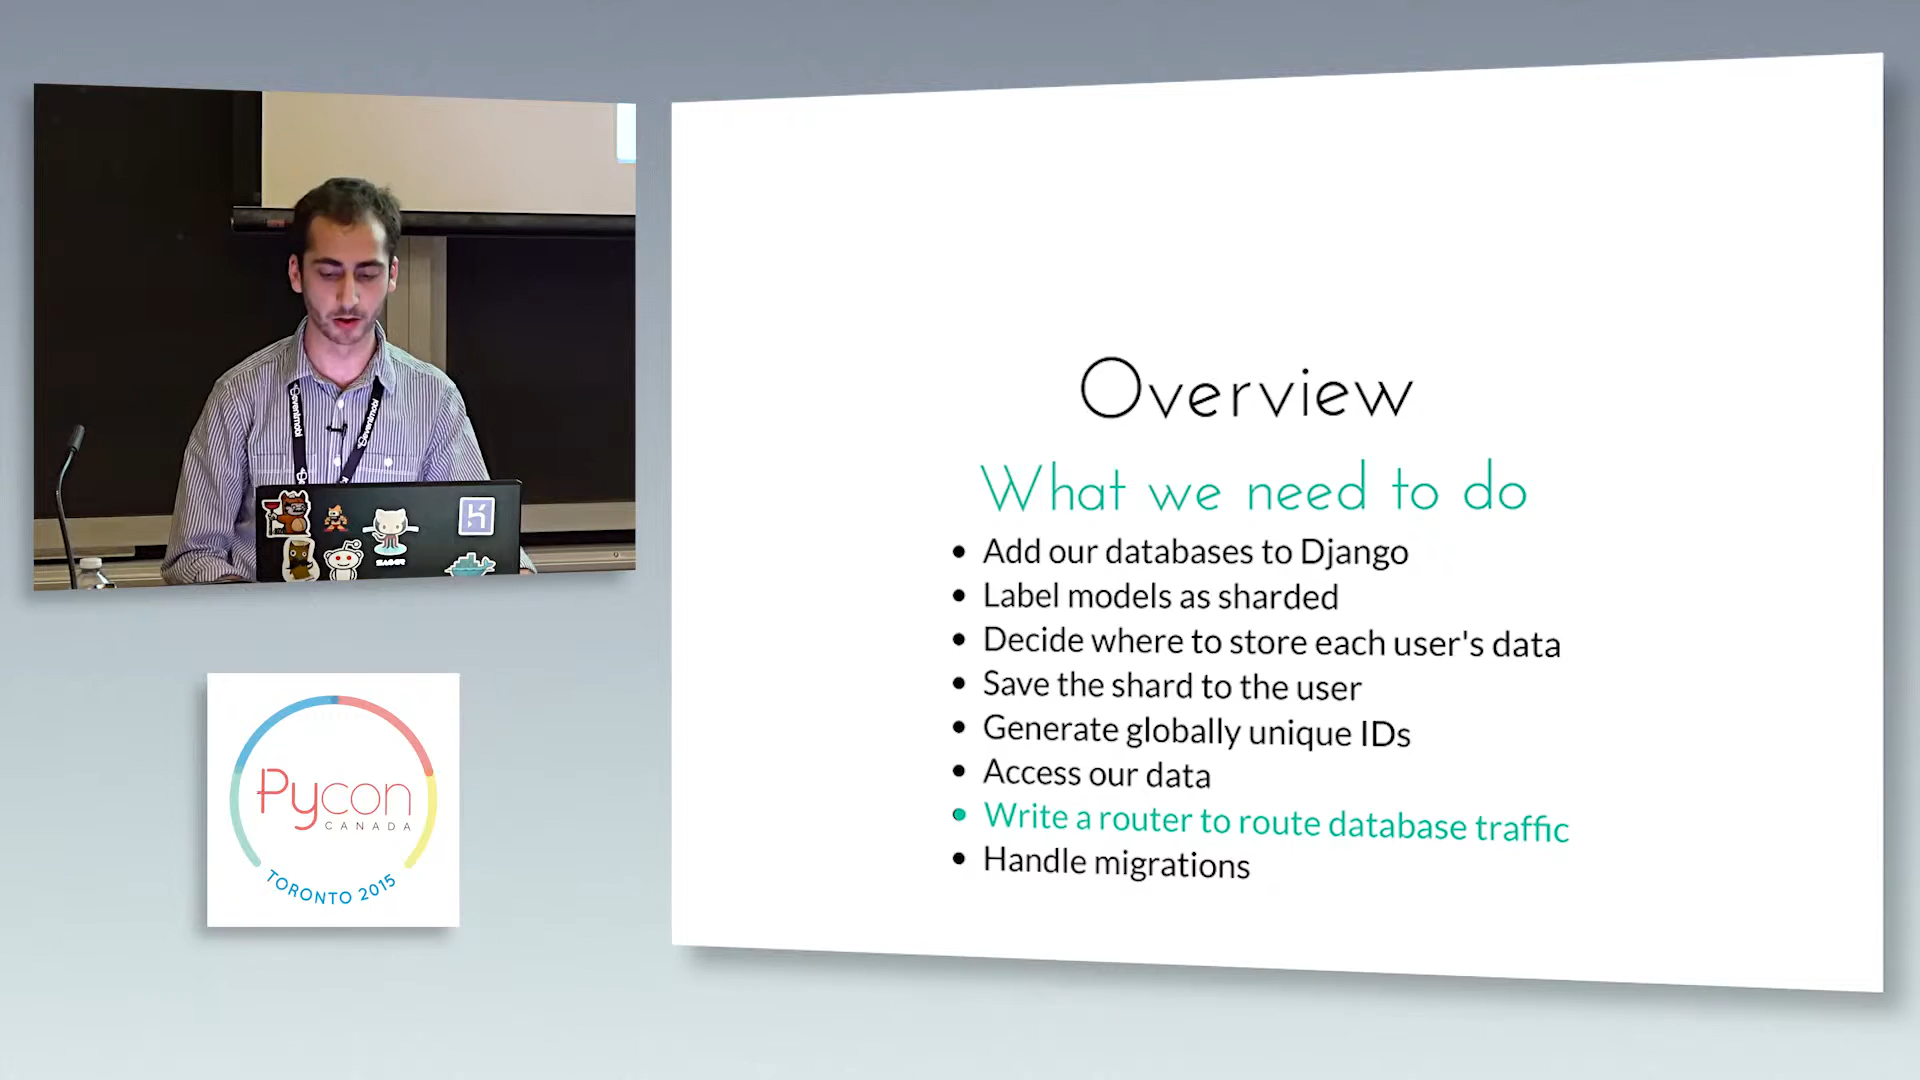 Overview
What we need to do
Add our databases to Django
Label models as sharded
Decide where to store each user's data
Save the shard to the user
Generate globally unique IDs
Access our data
Write a router to route database traffic
Handle migrations
eventmobi
eventmobi
Pycon
CANADA
TORONTO 2015